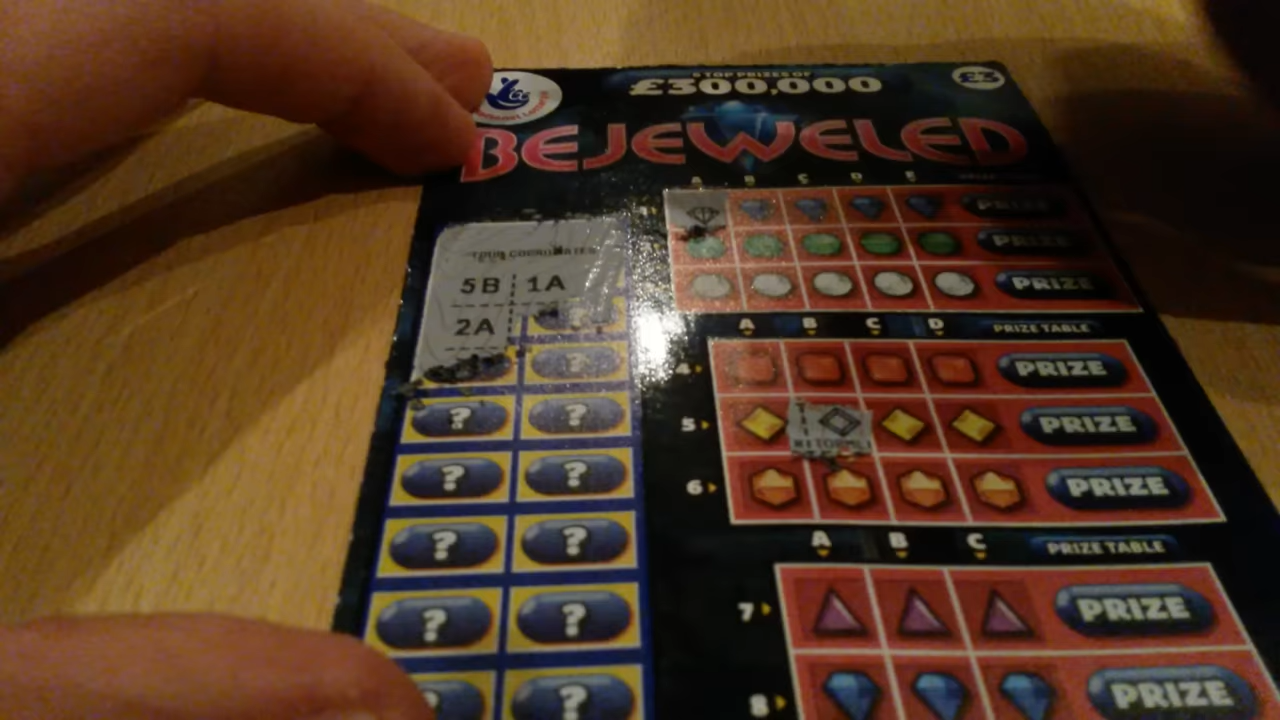 6 TOP PRIZES OF
£300,000
£3
BEJEWELED
A B C D E
YOUR COORDINATES
5B 1A
2A
PRIZE
PRIZE
PRIZE
A B C D PRIZE TABLE
4 PRIZE
5 PRIZE
6 PRIZE
A B C PRIZE TABLE
7 PRIZE
8 PRIZE
? ?
? ?
? ?
? ?
? ?
? ?